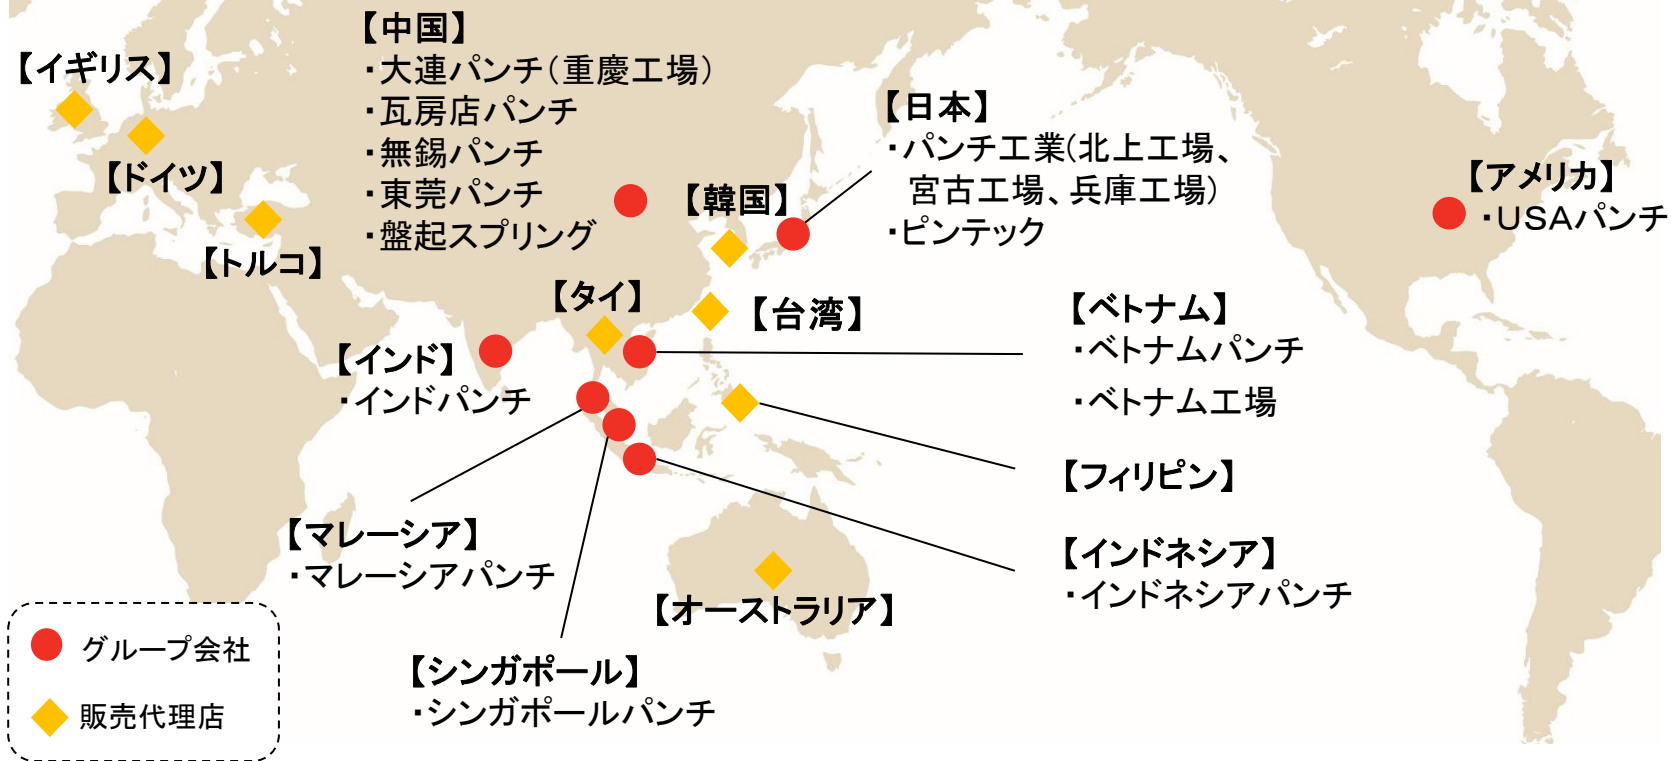 【中国】
・大連パンチ（重慶工場）
・瓦房店パンチ
・無錫パンチ
・東莞パンチ
・盤起スプリング
【イギリス】
【ドイツ】
【トルコ】
【日本】
・パンチ工業(北上工場、
宮古工場、兵庫工場)
・ピンテック
【韓国】
【アメリカ】
・USAパンチ
【タイ】
【台湾】
【インド】
・インドパンチ
【ベトナム】
・ベトナムパンチ
・ベトナム工場
【フィリピン】
【マレーシア】
・マレーシアパンチ
【インドネシア】
・インドネシアパンチ
【オーストラリア】
【シンガポール】
・シンガポールパンチ
グループ会社
販売代理店